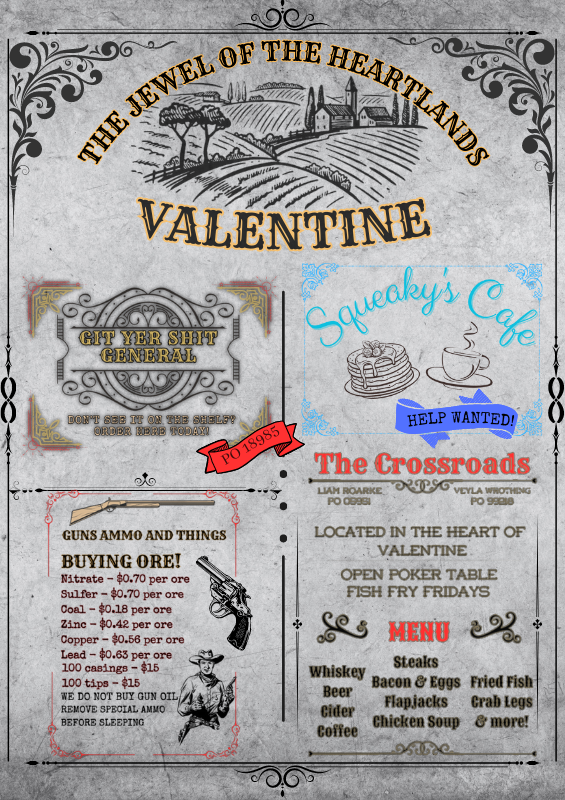 THE JEWEL OF THE HEARTLANDS
VALENTINE
GIT YER SHIT
GENERAL
DON'T SEE IT ON THE SHELF?
ORDER HERE TODAY!
PO 18985
Squeaky's Cafe
HELP WANTED!
GUNS AMMO AND THINGS
BUYING ORE!
Nitrate – $0.70 per ore
Sulfer – $0.70 per ore
Coal – $0.18 per ore
Zinc – $0.42 per ore
Copper – $0.56 per ore
Lead – $0.63 per ore
100 casings – $15
100 tips – $15
WE DO NOT BUY GUN OIL
REMOVE SPECIAL AMMO
BEFORE SLEEPING
The Crossroads
LIAM ROARKE
VEYLA WROTHING
LOCATED IN THE HEART OF
VALENTINE
OPEN POKER TABLE
FISH FRY FRIDAYS
MENU
Whiskey
Beer
Cider
Coffee
Steaks
Bacon & Eggs
Flapjacks
Chicken Soup
Fried Fish
Crab Legs
& more!